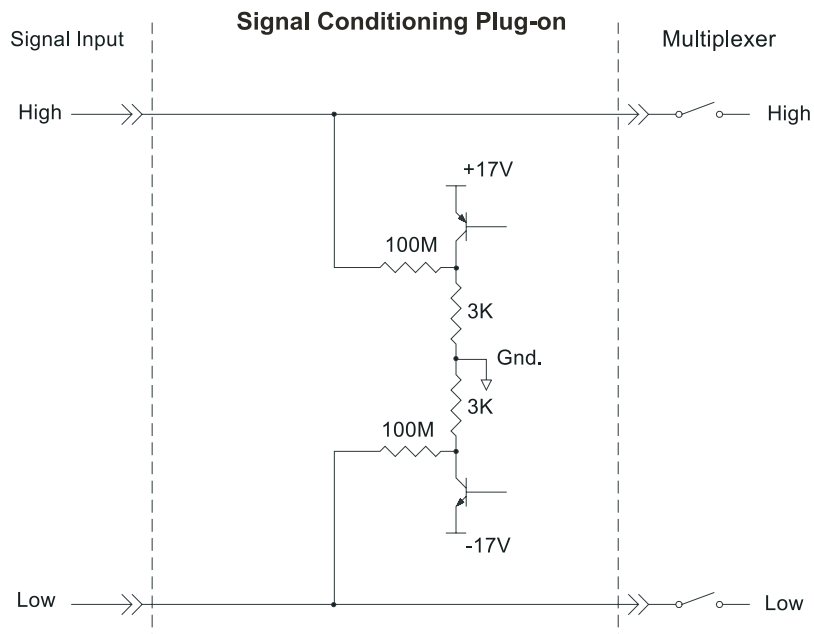 Signal Conditioning Plug-on
Signal Input
Multiplexer
High
High
+17V
100M
3K
Gnd.
3K
100M
-17V
Low
Low